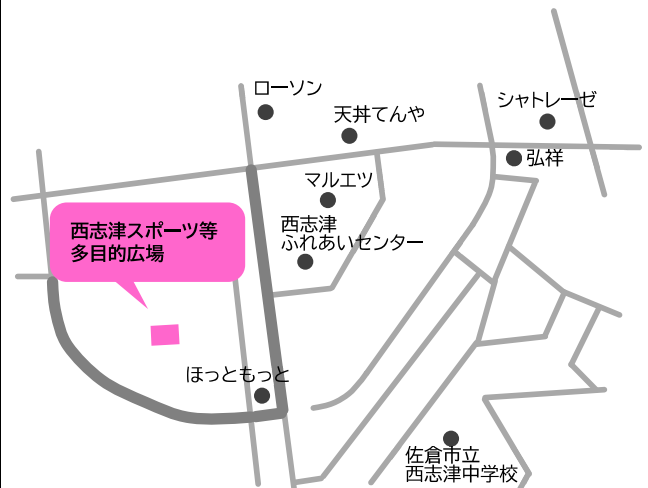 ローソン
シャトレーゼ
天丼てんや
弘祥
マルエツ
西志津
ふれあいセンター
西志津スポーツ等
多目的広場
ほっともっと
佐倉市立
西志津中学校